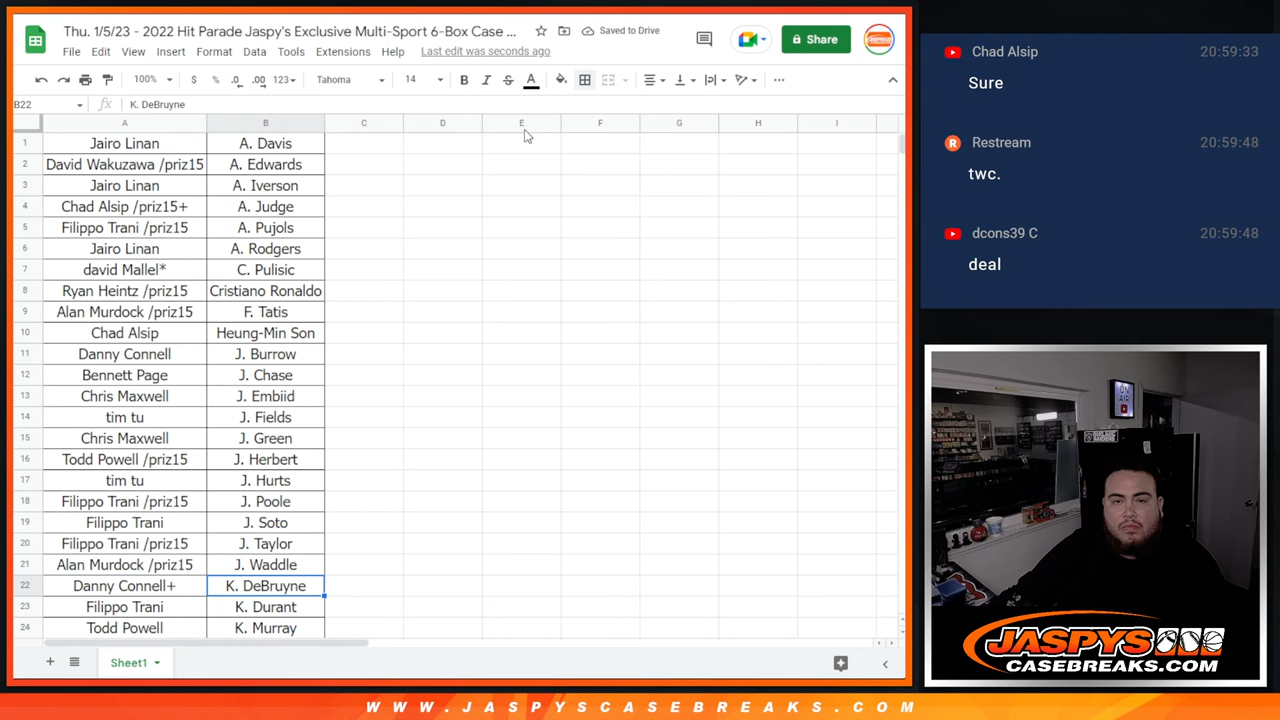 Thu. 1/5/23 - 2022 Hit Parade Jaspy's Exclusive Multi-Sport 6-Box Case ...
Saved to Drive
Share
File Edit View Insert Format Data Tools Extensions Help Last edit was seconds ago
100% $ % .0 .00 123 Tahoma 14 B I S A
B22 fx K. DeBruyne
A B C D E F G H I
1 Jairo Linan A. Davis
2 David Wakuzawa /priz15 A. Edwards
3 Jairo Linan A. Iverson
4 Chad Alsip /priz15+ A. Judge
5 Filippo Trani /priz15 A. Pujols
6 Jairo Linan A. Rodgers
7 david Mallel* C. Pulisic
8 Ryan Heintz /priz15 Cristiano Ronaldo
9 Alan Murdock /priz15 F. Tatis
10 Chad Alsip Heung-Min Son
11 Danny Connell J. Burrow
12 Bennett Page J. Chase
13 Chris Maxwell J. Embiid
14 tim tu J. Fields
15 Chris Maxwell J. Green
16 Todd Powell /priz15 J. Herbert
17 tim tu J. Hurts
18 Filippo Trani /priz15 J. Poole
19 Filippo Trani J. Soto
20 Filippo Trani /priz15 J. Taylor
21 Alan Murdock /priz15 J. Waddle
22 Danny Connell+ K. DeBruyne
23 Filippo Trani K. Durant
24 Todd Powell K. Murray
Sheet1
Chad Alsip 20:59:33
Sure
R Restream 20:59:48
twc.
dcons39 C 20:59:48
deal
ON
AIR
JASPYS
CASEBREAKS.COM
WWW.JASPYSCASEBREAKS.COM